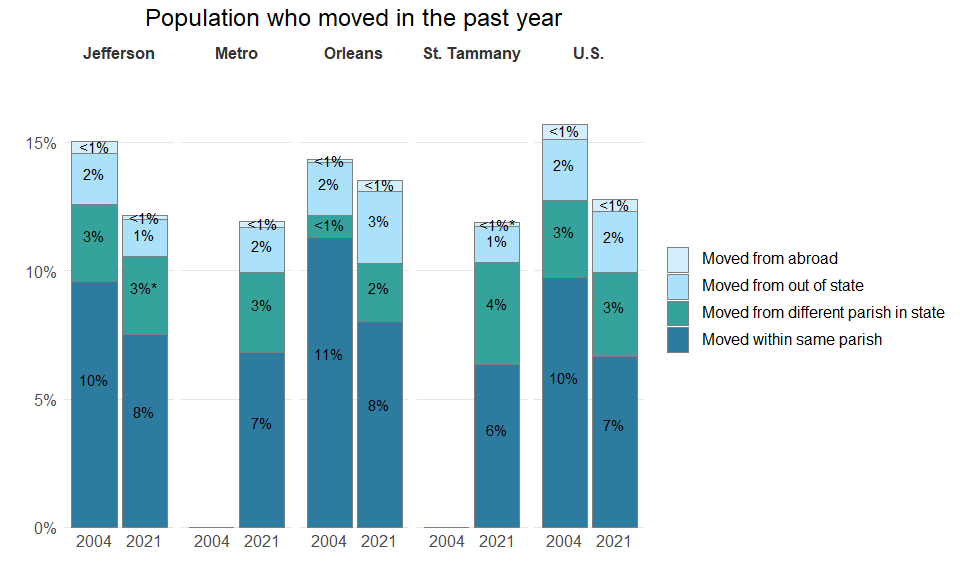 Population who moved in the past year
Jefferson Metro Orleans St. Tammany U.S.
<1%
<1% <1%
15% <1%
2% 2% <1% 2%
<1% <1%* <1%
1% <1% 3% 1% 2%
3% 2% <1% 3%
10% 3%* 3% 2% 4% 3%
11%
10% 10%
5% 8% 7% 8% 6% 7%
0%
2004 2021 2004 2021 2004 2021 2004 2021 2004 2021
Moved from abroad
Moved from out of state
Moved from different parish in state
Moved within same parish